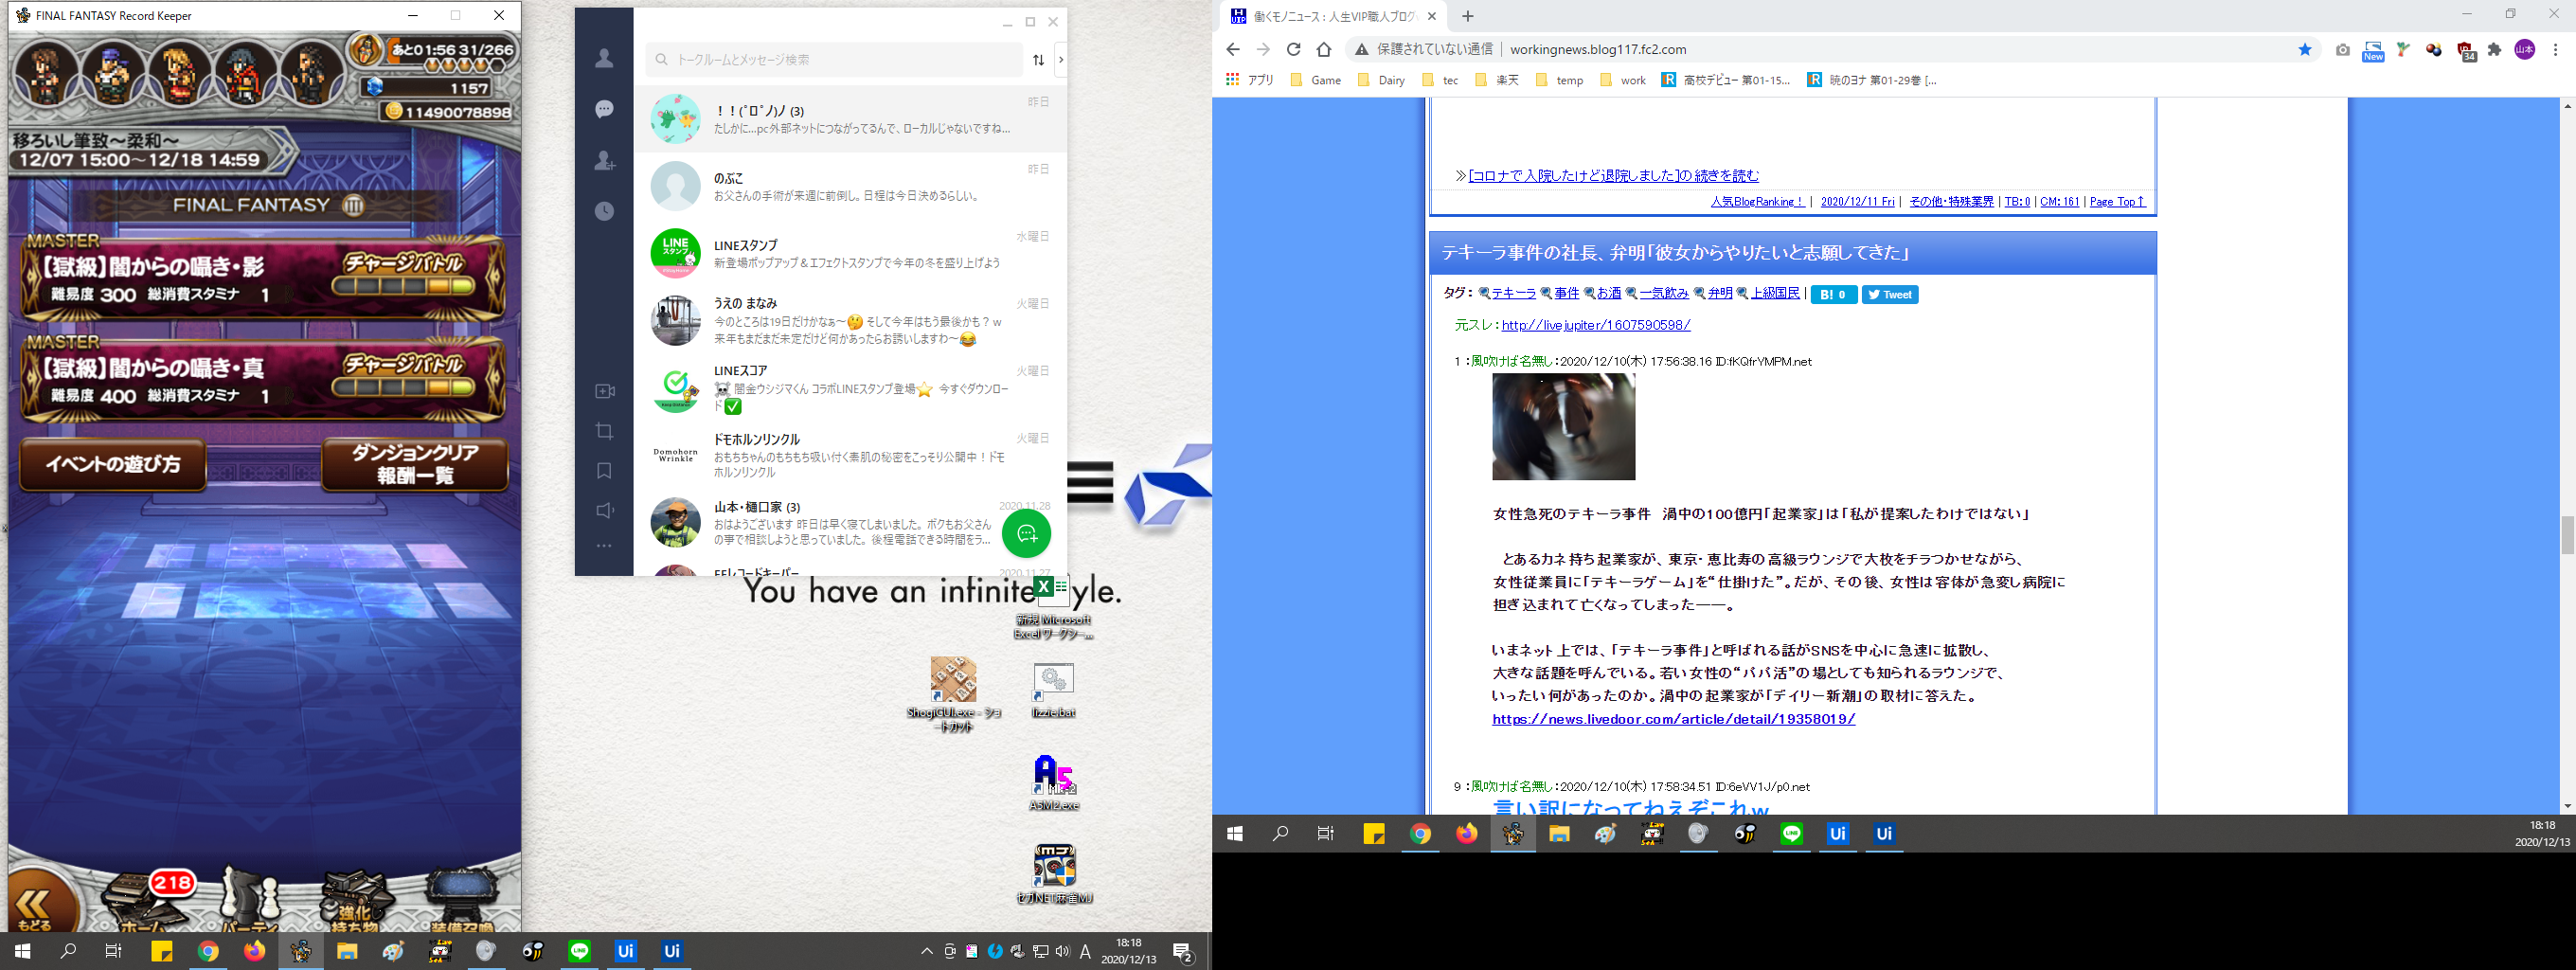 FINAL FANTASY Record Keeper
あと01:56 31/266
1157
11490078898
移ろいし筆致～柔和～
12/07 15:00～12/18 14:59
FINAL FANTASY III
MASTER
【獄級】闇からの囁き・影
チャージバトル
難易度 300 総消費スタミナ 1
MASTER
【獄級】闇からの囁き・真
チャージバトル
難易度 400 総消費スタミナ 1
イベントの遊び方
ダンジョンクリア
報酬一覧
218
もどる
ホーム
パーティ
強化
持ち物
装備召喚
トークルームとメッセージ検索
！！(ﾟロﾟ)ノ (3)
昨日
たしかに...pc外部ネットにつながってるんで、ローカルじゃないですね...
のぶこ
昨日
お父さんの手術が来週に前倒し。日程は今日決めるらしい。
LINE
スタンプ
LINEスタンプ
水曜日
新登場ポップアップ＆エフェクトスタンプで今年の冬を盛り上げよう
うえの まなみ
火曜日
今のところは19日だけかなぁ～🤔 そして今年はもう最後かも？ｗ
来年もまだまだ未定だけど何かあったらお誘いしますわ～😂
LINEスコア
火曜日
☠ 闇金ウシジマくん コラボLINEスタンプ登場⭐ 今すぐダウンロー
ド✅
Domohorn
Wrinkle
ドモホルンリンクル
火曜日
おもちちゃんのもちもち吸い付く素肌の秘密をこっそり公開中！ドモ
ホルンリンクル
山本・樋口家 (3)
2020.11.28
おはようございます 昨日は早く寝てしまいました。ボクもお父さん
の事で相談しようと思っていました。後程電話できる時間をラ...
FFレコードキーパー
2020.11.27
You have an infinite
yle.
新規 Microsoft
Excel ワークシー...
ShogiGUI.exe - ショ
ートカット
lizzie.bat
A5
ASM2.exe
MJ
セガNET麻雀MJ
Ui
Ui
A
18:18
2020/12/13
2
働くモノニュース : 人生VIP職人ブログ
保護されていない通信 | workingnews.blog117.fc2.com
New
34
山本
アプリ
Game
Dairy
tec
楽天
temp
work
高校デビュー 第01-15...
暁のヨナ 第01-29巻 [...
≫[コロナで入院したけど退院しました]の続きを読む
人気BlogRanking！ | 2020/12/11 Fri | その他・特殊業界 | TB:0 | CM:161 | Page Top↑
テキーラ事件の社長、弁明「彼女からやりたいと志願してきた」
タグ： テキーラ 事件 お酒 一気飲み 弁明 上級国民 | B! 0 Tweet
元スレ：http://livejupiter/1607590598/
1 ：風吹けば名無し：2020/12/10(木) 17:56:38.16 ID:fKQfrYMPM.net
女性急死のテキーラ事件　渦中の100億円「起業家」は「私が提案したわけではない」
とあるカネ持ち起業家が、東京・恵比寿の高級ラウンジで大枚をチラつかせながら、
女性従業員に「テキーラゲーム」を“仕掛けた”。だが、その後、女性は容体が急変し病院に
担ぎ込まれて亡くなってしまった――。
いまネット上では、「テキーラ事件」と呼ばれる話がSNSを中心に急速に拡散し、
大きな話題を呼んでいる。若い女性の“パパ活”の場としても知られるラウンジで、
いったい何があったのか。渦中の起業家が「デイリー新潮」の取材に答えた。
https://news.livedoor.com/article/detail/19358019/
9 ：風吹けば名無し：2020/12/10(木) 17:58:34.51 ID:6eVV1J/p0.net
言い訳になってねえぞこれｗ
Ui
Ui
18:18
2020/12/13